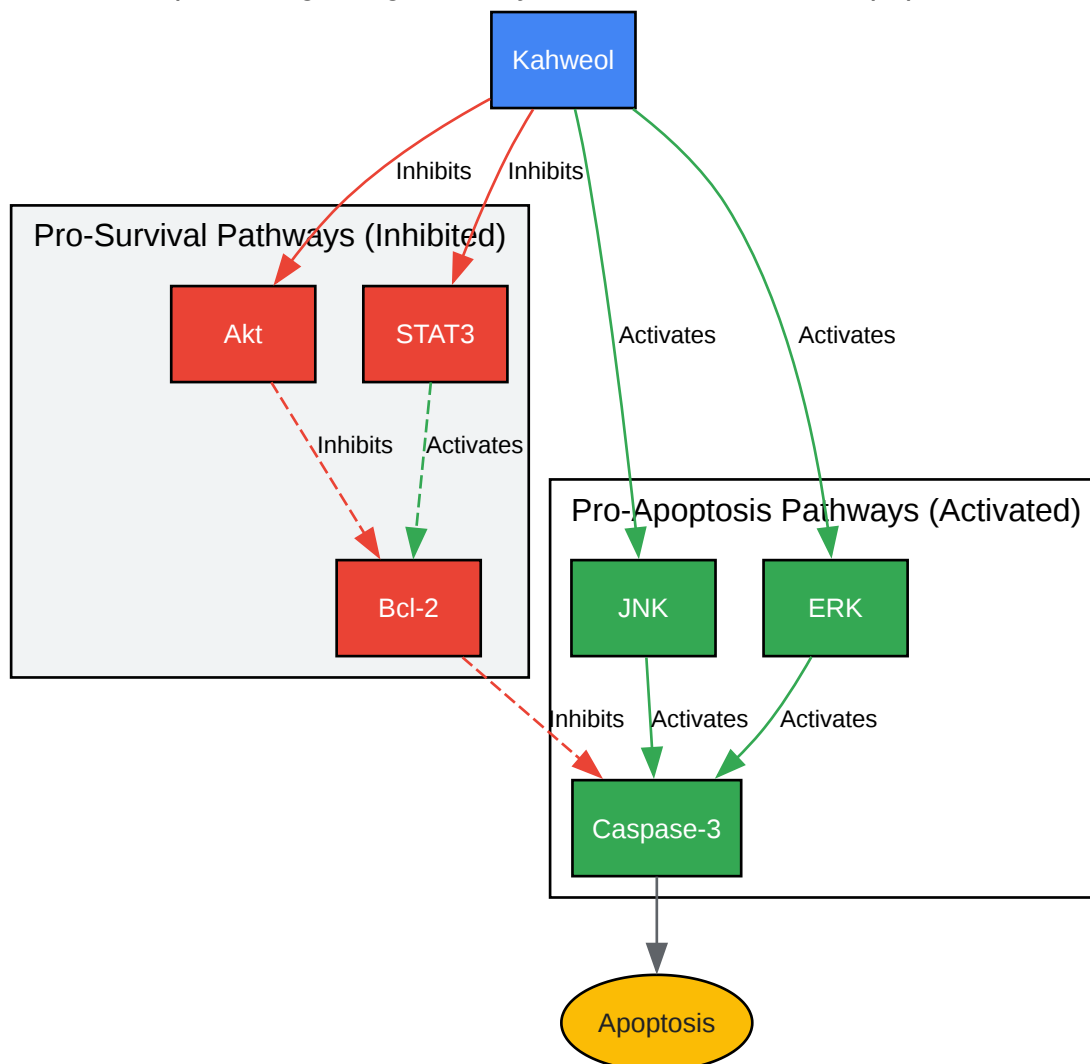 Kahweol
Inhibits
Inhibits
Pro-Survival Pathways (Inhibited)
Akt
STAT3
Activates
Activates
Inhibits
Activates
Pro-Apoptosis Pathways (Activated)
Bcl-2
JNK
ERK
Inhibits
Activates
Activates
Caspase-3
Apoptosis